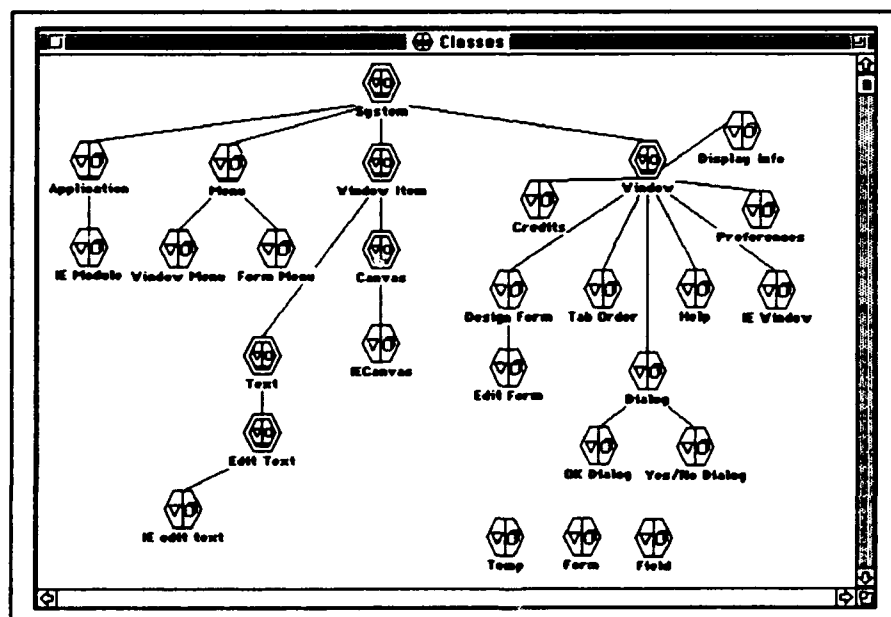 Classes
System
Display Info
Application
Menu
Window Item
Window
Credits
Preferences
IE Module
Window Menu
Form Menu
Canvas
Design Form
Tab Order
Help
IE Window
Text
IECanvas
Edit Form
Dialog
Edit Text
OK Dialog
Yes/No Dialog
IE edit text
Temp
Form
Field